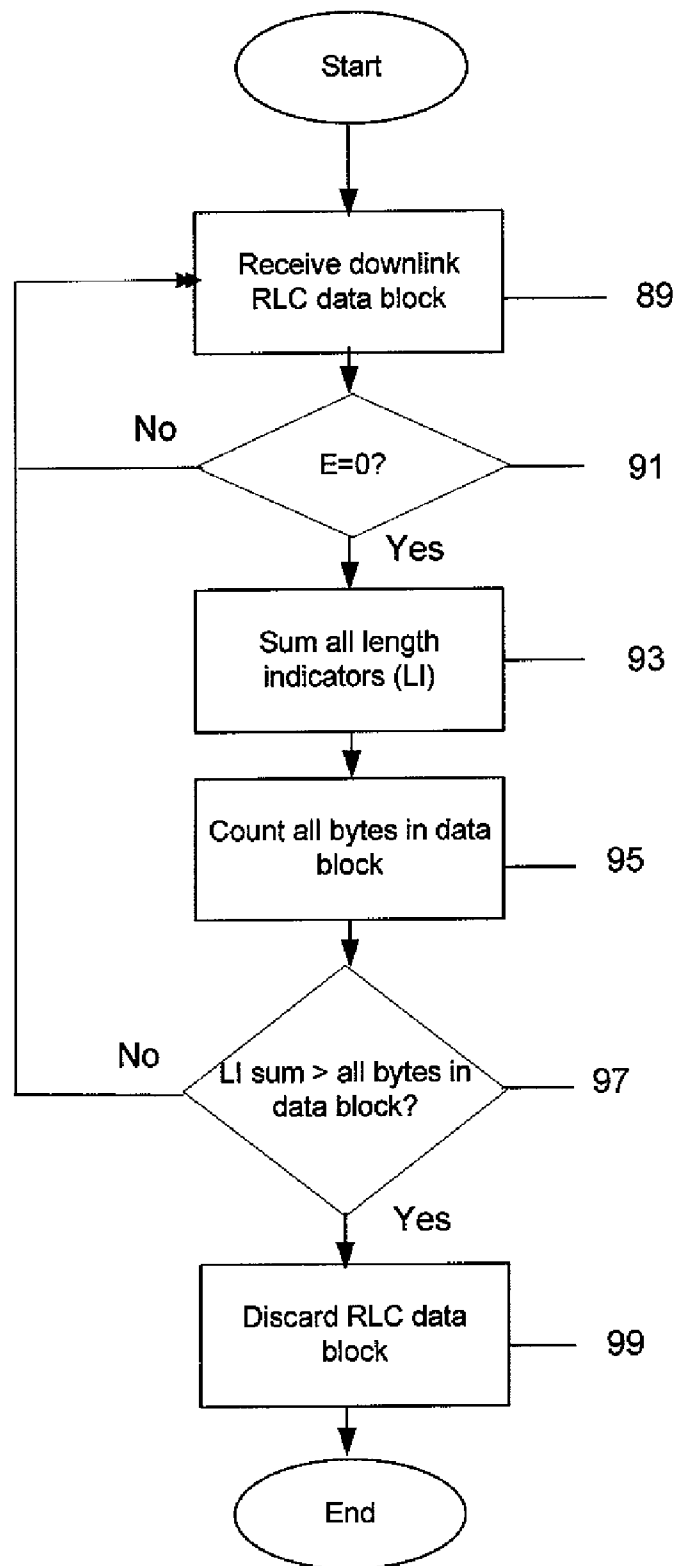 Start
Receive downlink
RLC data block
89
No
E=0?
91
Yes
Sum all length
indicators (LI)
93
Count all bytes in data
block
95
No
LI sum > all bytes in
data block?
97
Yes
Discard RLC data
block
99
End